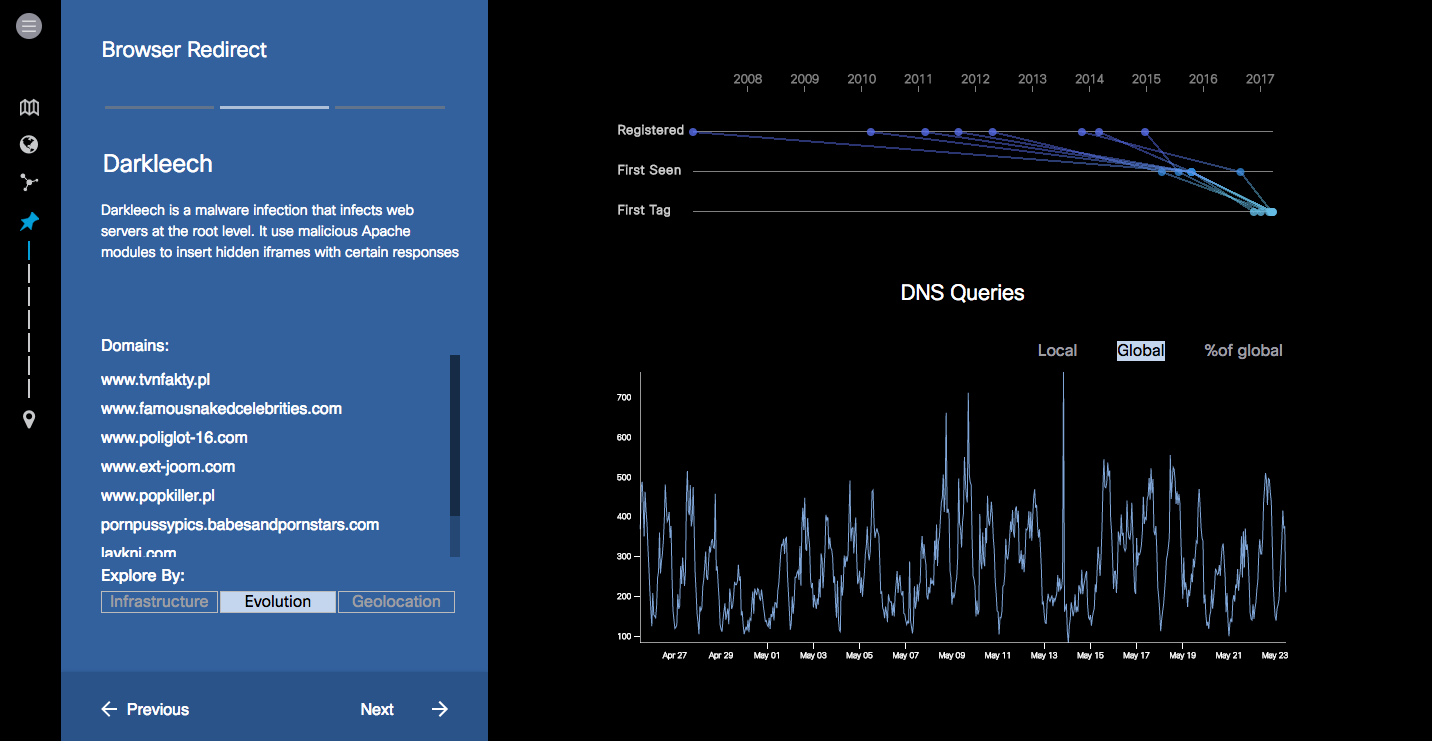 Browser Redirect
Darkleech
Darkleech is a malware infection that infects web
servers at the root level. It use malicious Apache
modules to insert hidden iframes with certain responses
Domains:
www.tvnfakty.pl
www.famousnakedcelebrities.com
www.poliglot-16.com
www.ext-joom.com
www.popkiller.pl
pornpussypics.babesandpornstars.com
Explore By:
Infrastructure Evolution Geolocation
Previous Next
2008 2009 2010 2011 2012 2013 2014 2015 2016 2017
Registered
First Seen
First Tag
DNS Queries
Local Global %of global
700
600
500
400
300
200
100
Apr 27 Apr 29 May 01 May 03 May 05 May 07 May 09 May 11 May 13 May 15 May 17 May 19 May 21 May 23